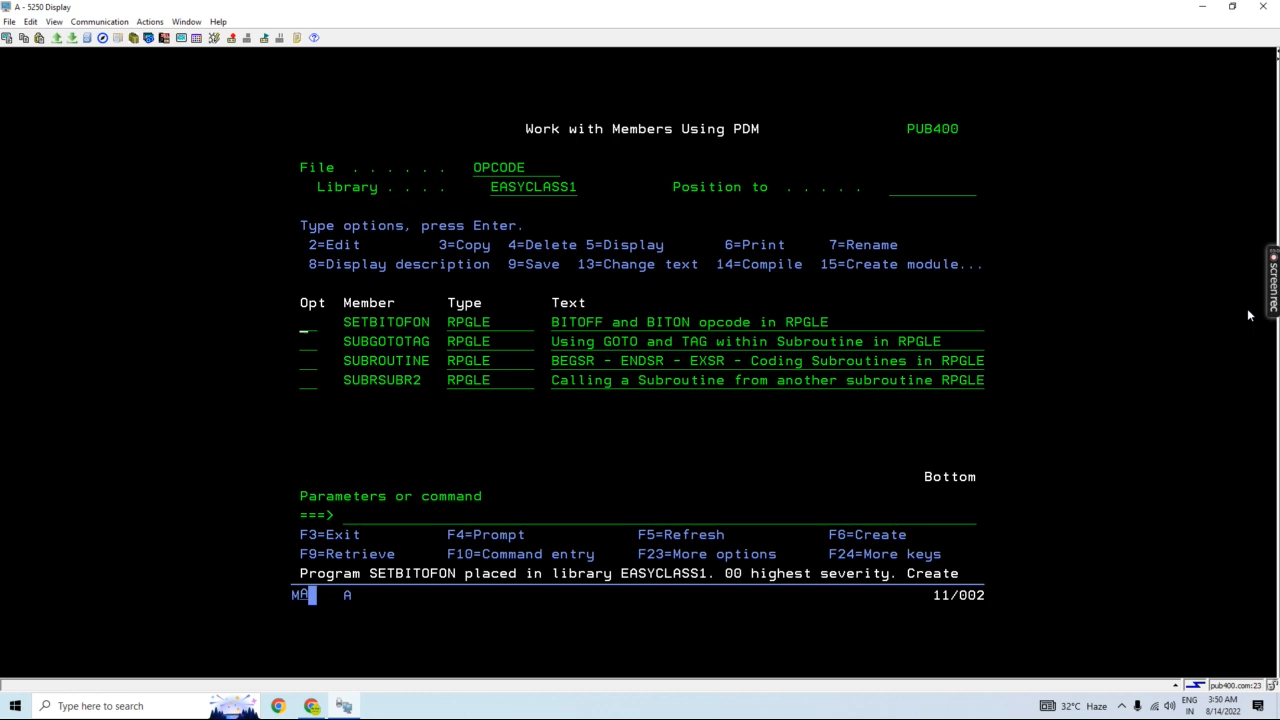 A - 5250 Display
File Edit View Communication Actions Window Help
Work with Members Using PDM PUB400
File . . . . . . OPCODE
Library . . . . EASYCLASS1 Position to . . . . .
Type options, press Enter.
2=Edit 3=Copy 4=Delete 5=Display 6=Print 7=Rename
8=Display description 9=Save 13=Change text 14=Compile 15=Create module...
Opt Member Type Text
SETBITOFON RPGLE BITOFF and BITON opcode in RPGLE
SUBGOTOTAG RPGLE Using GOTO and TAG within Subroutine in RPGLE
SUBROUTINE RPGLE BEGSR - ENDSR - EXSR - Coding Subroutines in RPGLE
SUBRSUBR2 RPGLE Calling a Subroutine from another subroutine RPGLE
screenrec
Bottom
Parameters or command
===>
F3=Exit F4=Prompt F5=Refresh F6=Create
F9=Retrieve F10=Command entry F23=More options F24=More keys
Program SETBITOFON placed in library EASYCLASS1. 00 highest severity. Create
MA A 11/002
pub400.com:23
Type here to search 32°C Haze ENG IN 3:50 AM 8/14/2022